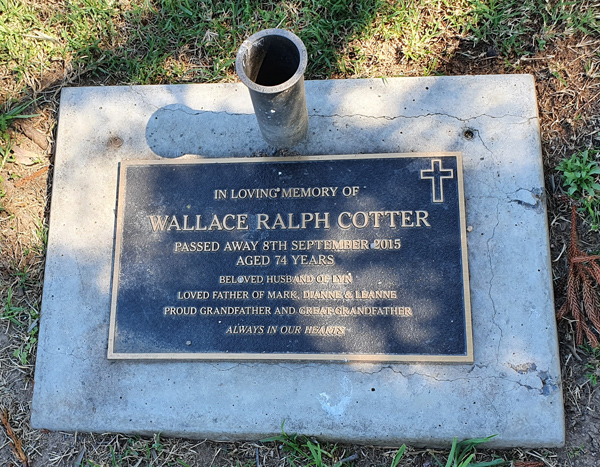 IN LOVING MEMORY OF
WALLACE RALPH COTTER
PASSED AWAY 8TH SEPTEMBER 2015
AGED 74 YEARS
BELOVED HUSBAND OF LYN
LOVED FATHER OF MARK, DIANNE & LEANNE
PROUD GRANDFATHER AND GREAT GRANDFATHER
ALWAYS IN OUR HEARTS